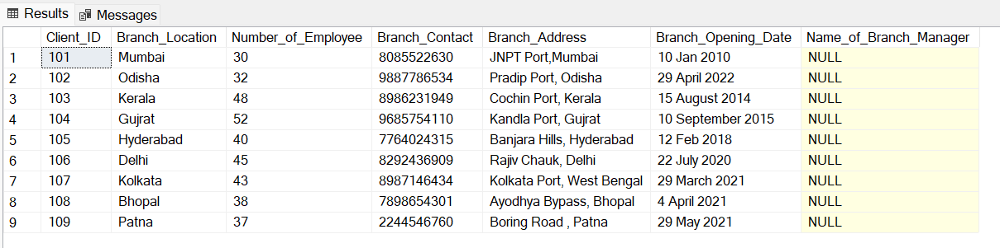 Results Messages
Client_ID Branch_Location Number_of_Employee Branch_Contact Branch_Address Branch_Opening_Date Name_of_Branch_Manager
1 101 Mumbai 30 8085522630 JNPT Port,Mumbai 10 Jan 2010 NULL
2 102 Odisha 32 9887786534 Pradip Port, Odisha 29 April 2022 NULL
3 103 Kerala 48 8986231949 Cochin Port, Kerala 15 August 2014 NULL
4 104 Gujrat 52 9685754110 Kandla Port, Gujrat 10 September 2015 NULL
5 105 Hyderabad 40 7764024315 Banjara Hills, Hyderabad 12 Feb 2018 NULL
6 106 Delhi 45 8292436909 Rajiv Chauk, Delhi 22 July 2020 NULL
7 107 Kolkata 43 8987146434 Kolkata Port, West Bengal 29 March 2021 NULL
8 108 Bhopal 38 7898654301 Ayodhya Bypass, Bhopal 4 April 2021 NULL
9 109 Patna 37 2244546760 Boring Road , Patna 29 May 2021 NULL